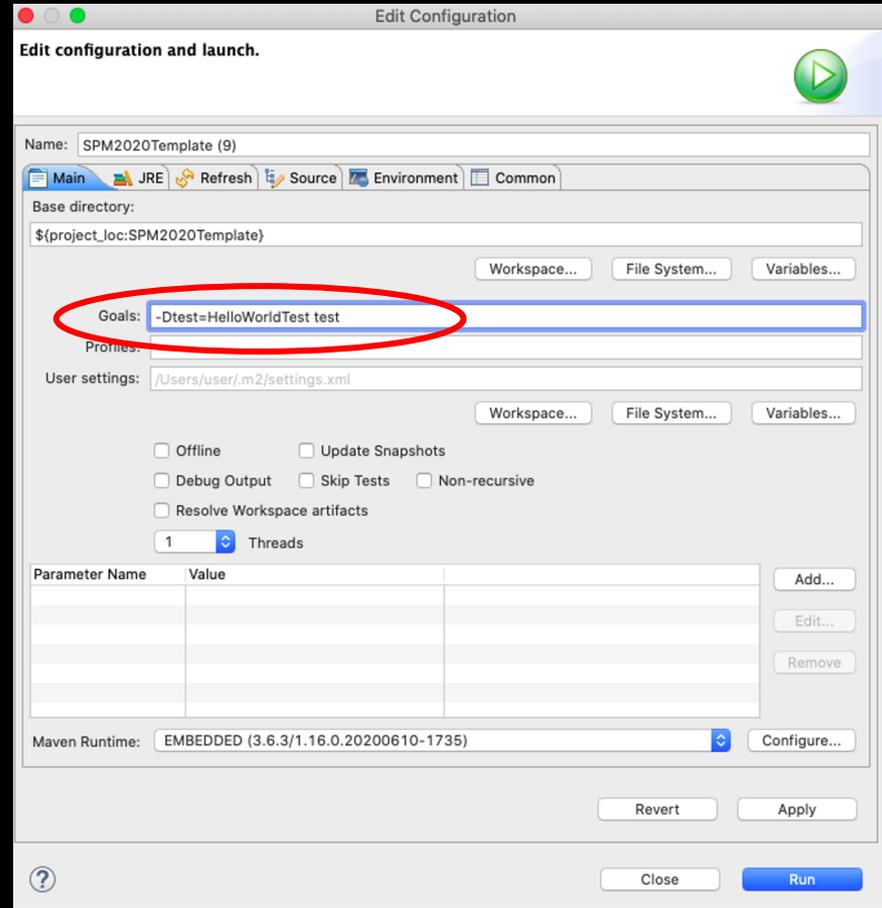 Edit Configuration
Edit configuration and launch.
Name: SPM2020Template (9)
Main JRE Refresh Source Environment Common
Base directory:
${project_loc:SPM2020Template}
Workspace... File System... Variables...
Goals: -Dtest=HelloWorldTest test
Profiles:
User settings: /Users/user/.m2/settings.xml
Workspace... File System... Variables...
Offline Update Snapshots
Debug Output Skip Tests Non-recursive
Resolve Workspace artifacts
1 Threads
Parameter Name Value
Add...
Edit...
Remove
Maven Runtime: EMBEDDED (3.6.3/1.16.0.20200610-1735) Configure...
Revert Apply
? Close Run